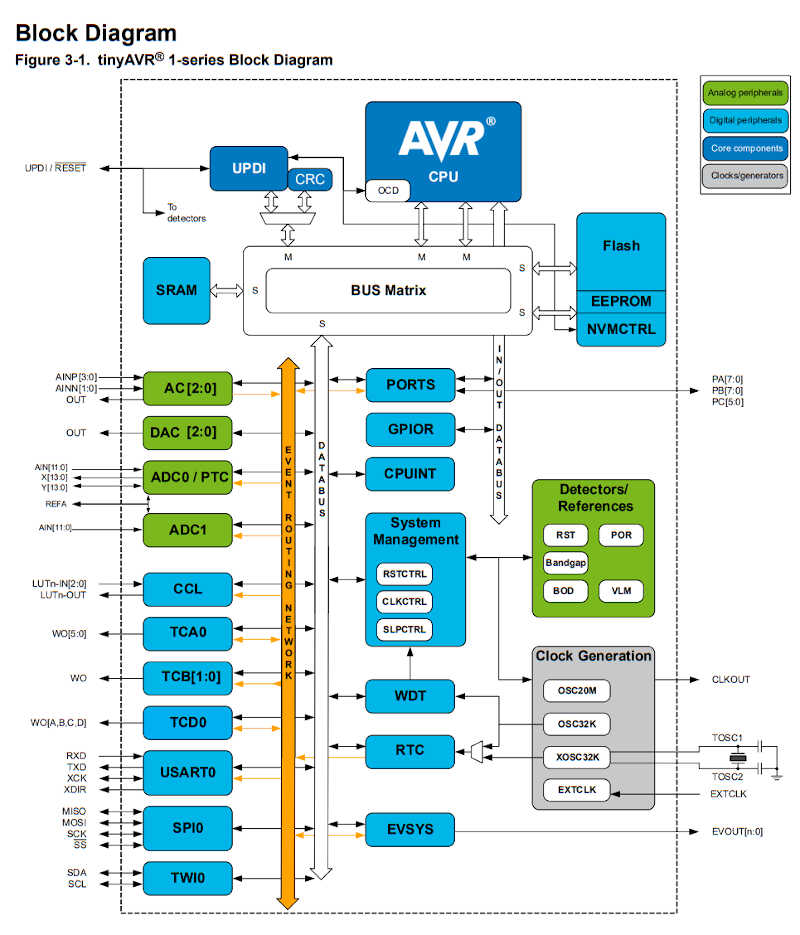 Block Diagram
Figure 3-1. tinyAVR® 1-series Block Diagram
Analog peripherals
Digital peripherals
Core components
Clocks/generators
AVR®
CPU
OCD
UPDI / RESET
UPDI
CRC
To
detectors
M
M
M
BUS Matrix
S
S
S
S
SRAM
Flash
EEPROM
NVMCTRL
IN/OUT DATABUS
DATABUS
EVENT ROUTING NETWORK
AINP[3:0]
AINN[1:0]
OUT
AC [2:0]
OUT
DAC [2:0]
AIN[11:0]
X[13:0]
Y[13:0]
ADC0 / PTC
REFA
AIN[11:0]
ADC1
LUTn-IN[2:0]
LUTn-OUT
CCL
WO[5:0]
TCA0
WO
TCB[1:0]
WO[A,B,C,D]
TCD0
RXD
TXD
XCK
XDIR
USART0
MISO
MOSI
SCK
SS
SPI0
SDA
SCL
TWI0
PORTS
PA[7:0]
PB[7:0]
PC[5:0]
GPIOR
CPUINT
System
Management
RSTCTRL
CLKCTRL
SLPCTRL
Detectors/
References
RST
POR
Bandgap
BOD
VLM
WDT
RTC
EVSYS
Clock Generation
OSC20M
OSC32K
XOSC32K
EXTCLK
CLKOUT
TOSC1
TOSC2
EXTCLK
EVOUT[n:0]